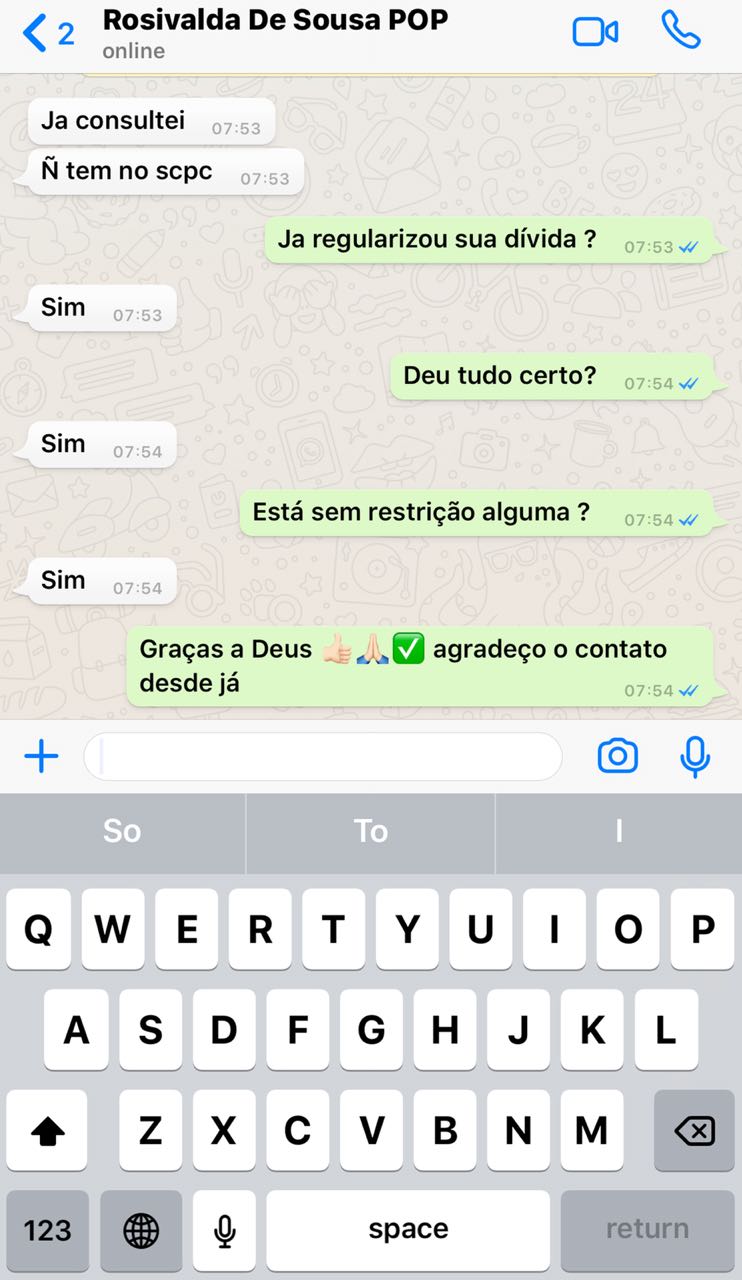 2
Rosivalda De Sousa POP
online
Ja consultei 07:53
Ñ tem no scpc 07:53
Ja regularizou sua dívida ? 07:53
Sim 07:53
Deu tudo certo? 07:54
Sim 07:54
Está sem restrição alguma ? 07:54
Sim 07:54
Graças a Deus 👍🏻🙏🏻✅ agradeço o contato
desde já 07:54
So To I
Q W E R T Y U I O P
A S D F G H J K L
Z X C V B N M
123 space return